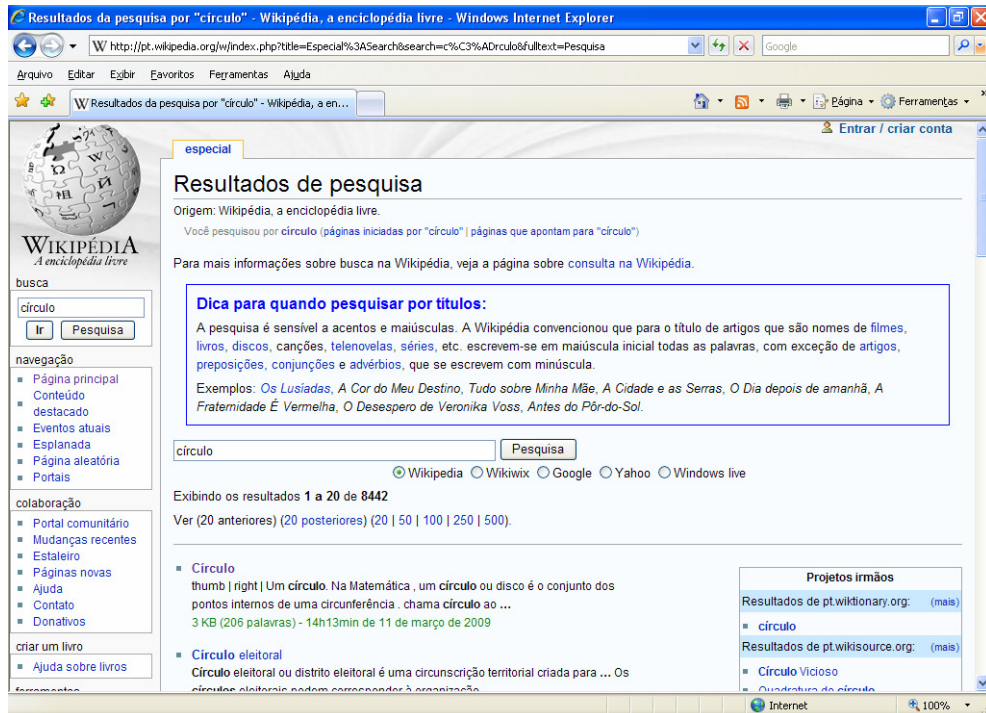 Resultados da pesquisa por "círculo" - Wikipédia, a enciclopédia livre - Windows Internet Explorer
W http://pt.wikipedia.org/w/index.php?title=Especial%3ASearch&search=c%C3%ADrculo&fulltext=Pesquisa
Google
Arquivo Editar Exibir Favoritos Ferramentas Ajuda
W Resultados da pesquisa por "círculo" - Wikipédia, a en...
Página Ferramentas »
Entrar / criar conta
especial
Resultados de pesquisa
Origem: Wikipédia, a enciclopédia livre.
Você pesquisou por círculo (páginas iniciadas por "círculo" | páginas que apontam para "círculo")
Para mais informações sobre busca na Wikipédia, veja a página sobre consulta na Wikipédia.
WIKIPÉDIA
A enciclopédia livre
busca
círculo
Ir Pesquisa
navegação
Página principal
Conteúdo
destacado
Eventos atuais
Esplanada
Página aleatória
Portais
colaboração
Portal comunitário
Mudanças recentes
Estaleiro
Páginas novas
Ajuda
Contato
Donativos
criar um livro
Ajuda sobre livros
ferramentas
Dica para quando pesquisar por títulos:
A pesquisa é sensível a acentos e maiúsculas. A Wikipédia convencionou que para o título de artigos que são nomes de filmes,
livros, discos, canções, telenovelas, séries, etc. escrevem-se em maiúscula inicial todas as palavras, com exceção de artigos,
preposições, conjunções e advérbios, que se escrevem com minúscula.
Exemplos: Os Lusíadas, A Cor do Meu Destino, Tudo sobre Minha Mãe, A Cidade e as Serras, O Dia depois de amanhã, A
Fraternidade É Vermelha, O Desespero de Veronika Voss, Antes do Pôr-do-Sol.
círculo Pesquisa
Wikipedia Wikiwix Google Yahoo Windows live
Exibindo os resultados 1 a 20 de 8442
Ver (20 anteriores) (20 posteriores) (20 | 50 | 100 | 250 | 500).
Círculo
thumb | right | Um círculo. Na Matemática , um círculo ou disco é o conjunto dos
pontos internos de uma circunferência . chama círculo ao ...
3 KB (206 palavras) - 14h13min de 11 de março de 2009
Círculo eleitoral
Círculo eleitoral ou distrito eleitoral é uma circunscrição territorial criada para ... Os
círculos eleitorais podem corresponder à organização
Projetos irmãos
Resultados de pt.wiktionary.org: (mais)
círculo
Resultados de pt.wikisource.org: (mais)
Círculo Vicioso
Quadratura do círculo
Internet 100%